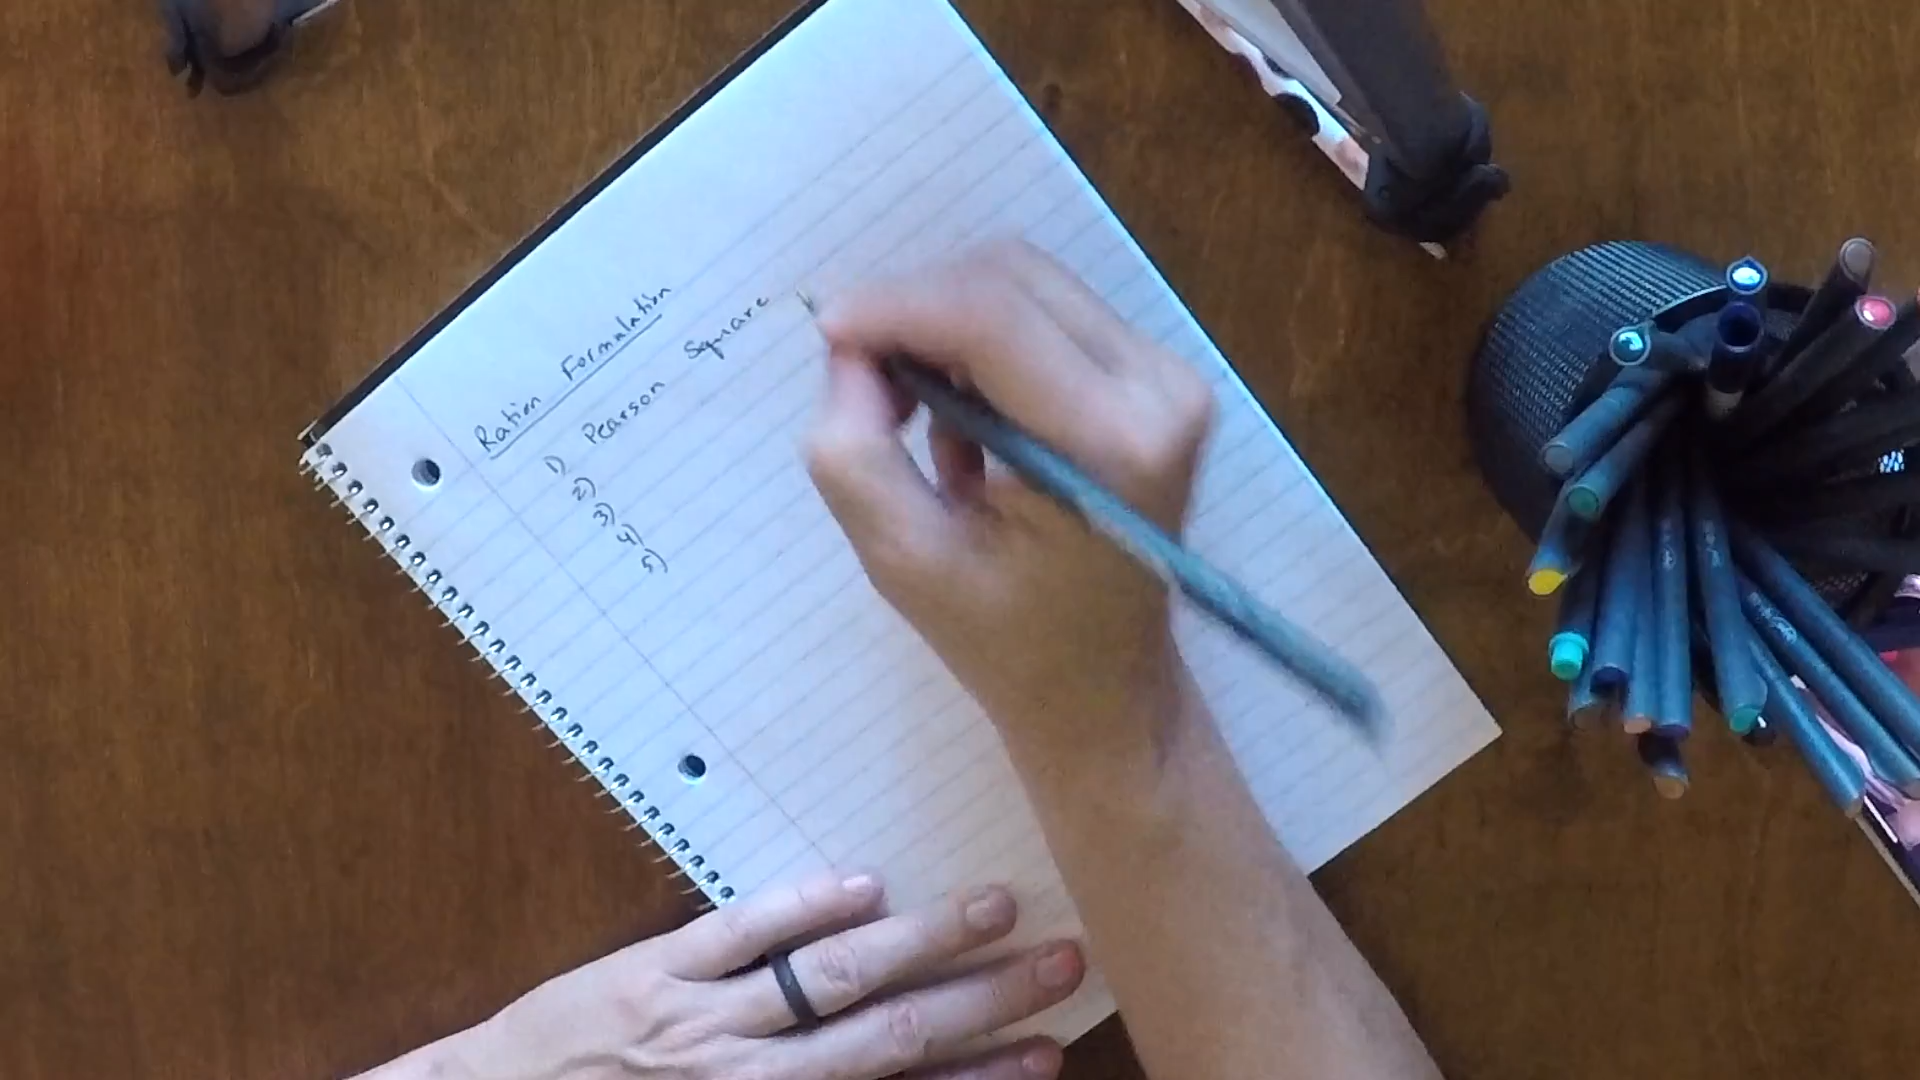 Ration Formulation
1) Pearson Square
2)
3)
4)
5)